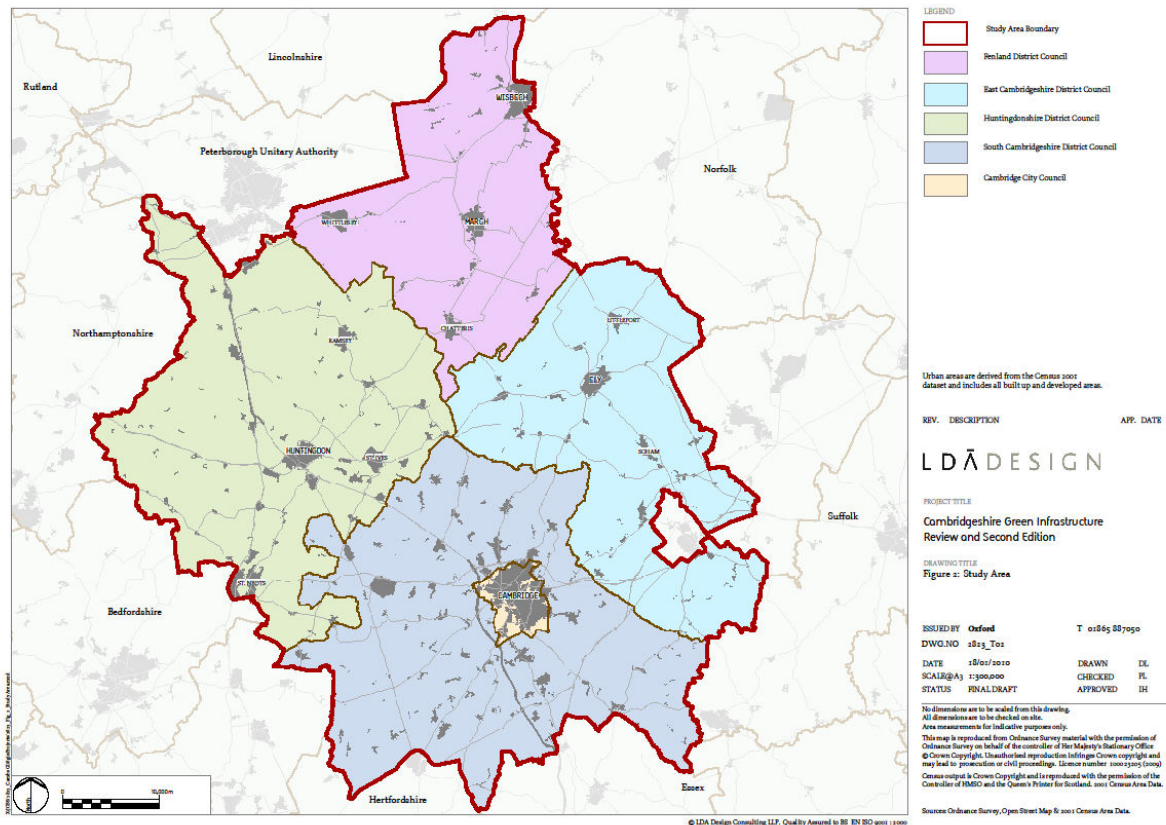 Lincolnshire
Rutland
WISBECH
Peterborough Unitary Authority
Norfolk
WHITTLESEY
MARCH
Northamptonshire
CHATTERIS
LITTLEPORT
RAMSEY
ELY
HUNTINGDON
ST.IVES
SOHAM
Suffolk
ST. NEOTS
CAMBRIDGE
Bedfordshire
Hertfordshire
Essex
North
0
10,000m
© LDA Design Consulting LLP. Quality Assured to BS EN ISO 9001 : 2000
LEGEND
Study Area Boundary
Fenland District Council
East Cambridgeshire District Council
Huntingdonshire District Council
South Cambridgeshire District Council
Cambridge City Council
Urban areas are derived from the Census 2001
dataset and includes all built up and developed areas.
REV. DESCRIPTION APP. DATE
LDĀDESIGN
PROJECT TITLE
Cambridgeshire Green Infrastructure
Review and Second Edition
DRAWING TITLE
Figure 2: Study Area
ISSUED BY Oxford T 01865 887050
DWG.NO 2813_T02
DATE 18/01/2010 DRAWN DL
SCALE@A3 1:300,000 CHECKED PL
STATUS FINAL DRAFT APPROVED IH
No dimensions are to be scaled from this drawing.
All dimensions are to be checked on site.
Area measurements for indicative purposes only.
This map is reproduced from Ordnance Survey material with the permission of
Ordnance Survey on behalf of the controller of Her Majesty's Stationary Office
© Crown Copyright. Unauthorised reproduction infringes Crown copyright and
may lead to prosecution or civil proceedings. Licence number 100023205 (2009)
Census output is Crown Copyright and is reproduced with the permission of the
Controller of HMSO and the Queen's Printer for Scotland. 2001 Census Area Data.
Sources: Ordnance Survey, Open Street Map & 2001 Census Area Data.